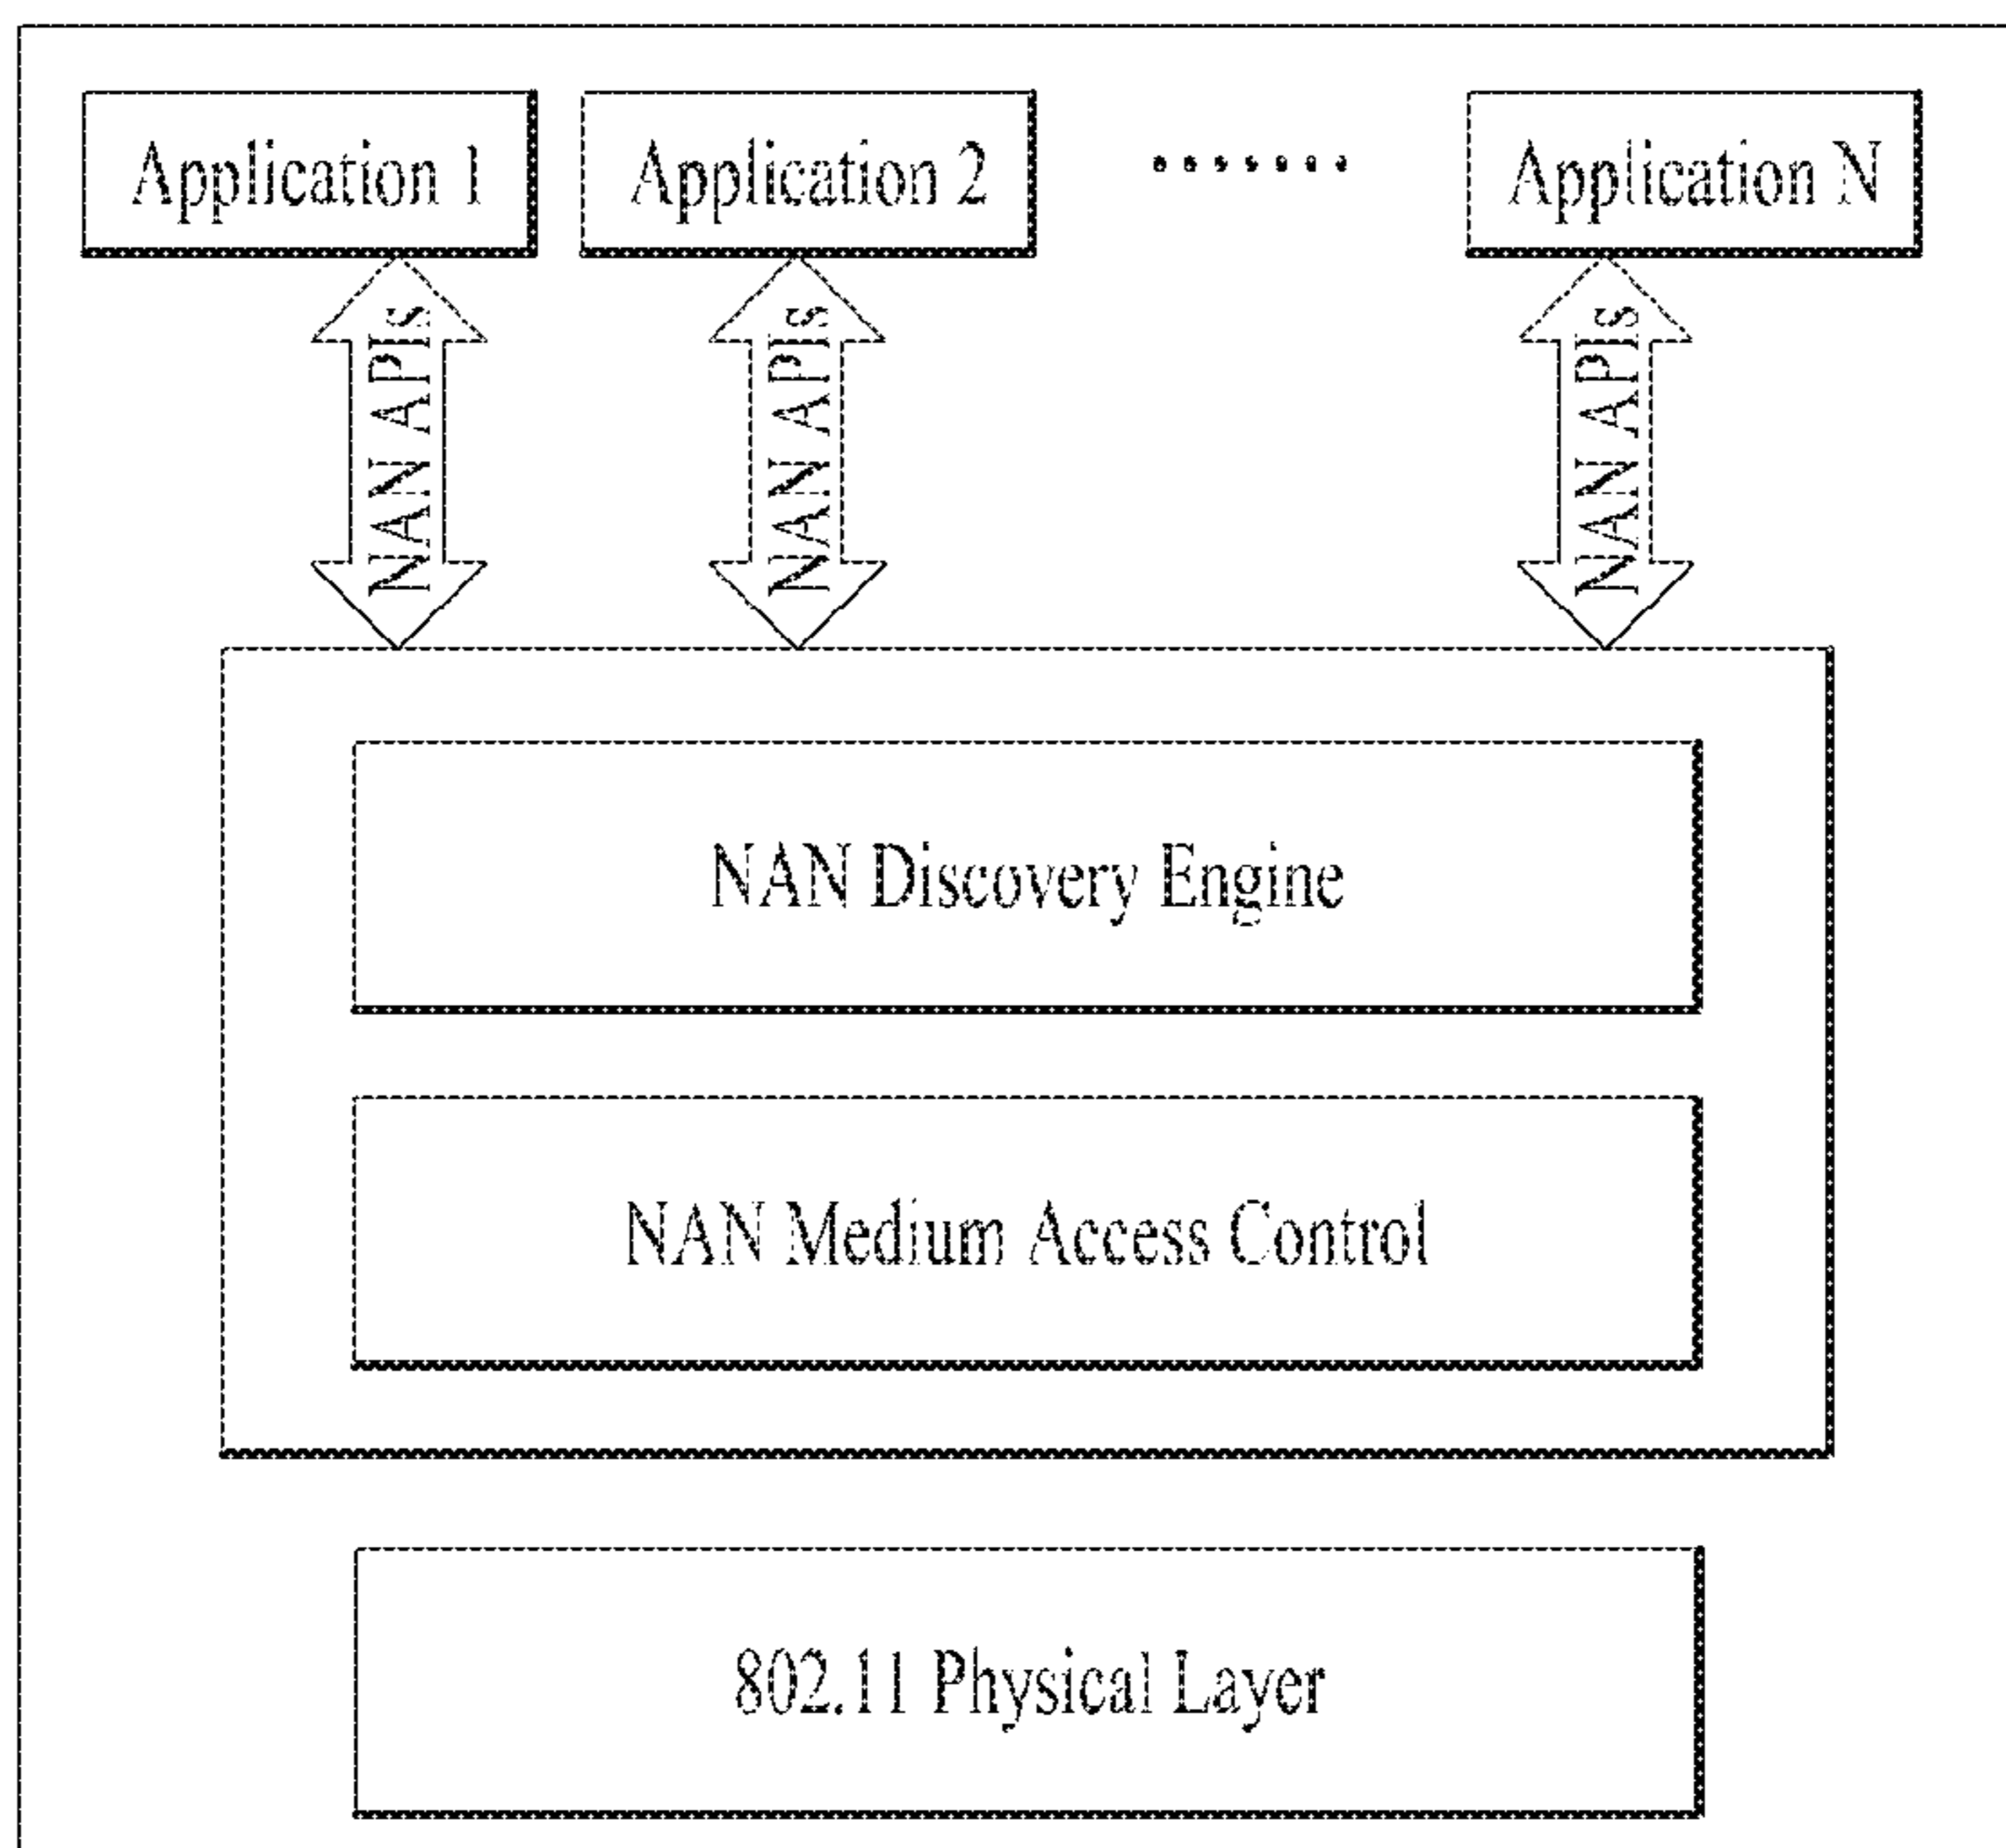 Application 1
Application 2
.......
Application N
NAN APIs
NAN APIs
NAN APIs
NAN Discovery Engine
NAN Medium Access Control
802.11 Physical Layer